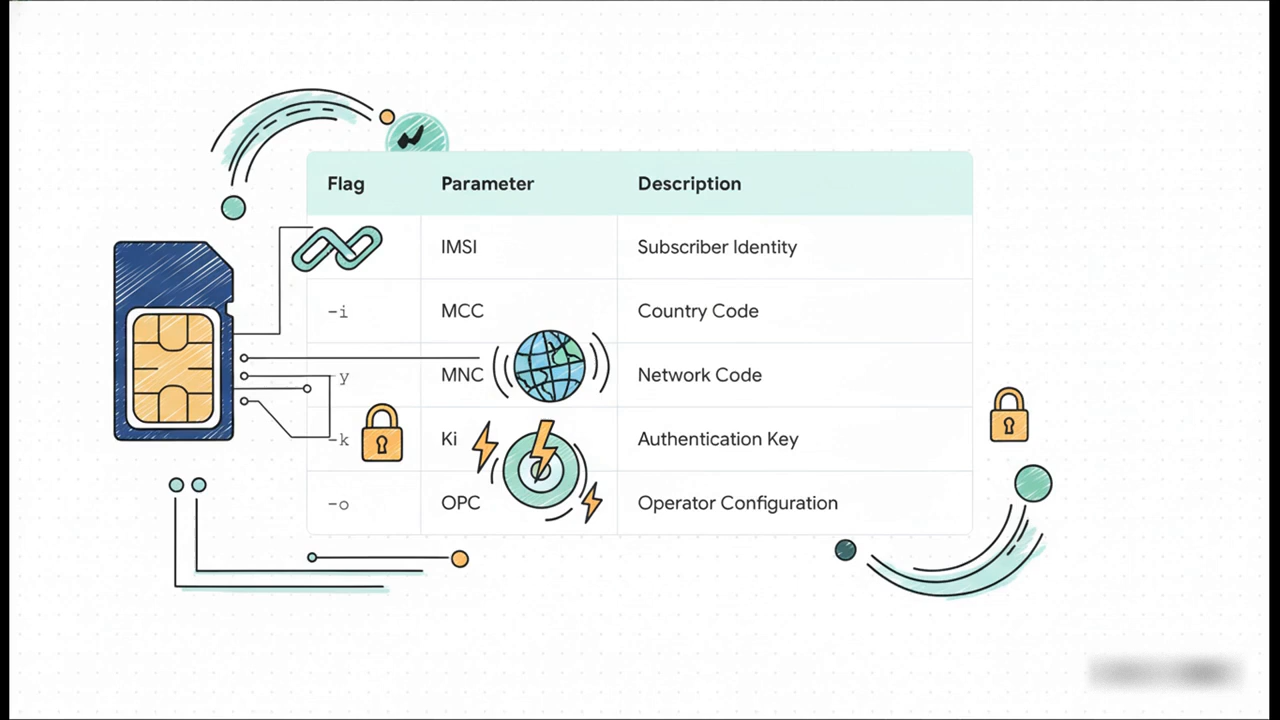 Flag Parameter Description
IMSI Subscriber Identity
-i MCC Country Code
y MNC Network Code
-k Ki Authentication Key
-o OPC Operator Configuration